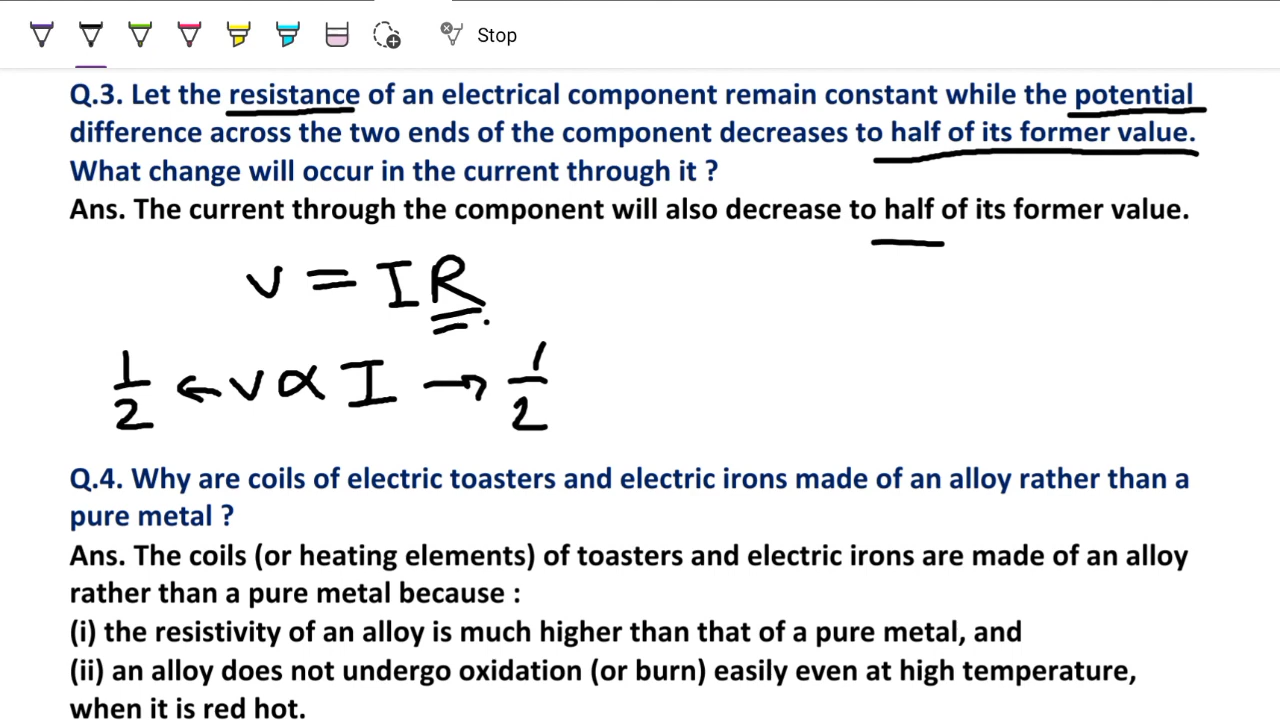 Stop
Q.3. Let the resistance of an electrical component remain constant while the potential
difference across the two ends of the component decreases to half of its former value.
What change will occur in the current through it ?
Ans. The current through the component will also decrease to half of its former value.
v = IR
1/2 ← v ∝ I → 1/2
Q.4. Why are coils of electric toasters and electric irons made of an alloy rather than a
pure metal ?
Ans. The coils (or heating elements) of toasters and electric irons are made of an alloy
rather than a pure metal because :
(i) the resistivity of an alloy is much higher than that of a pure metal, and
(ii) an alloy does not undergo oxidation (or burn) easily even at high temperature,
when it is red hot.